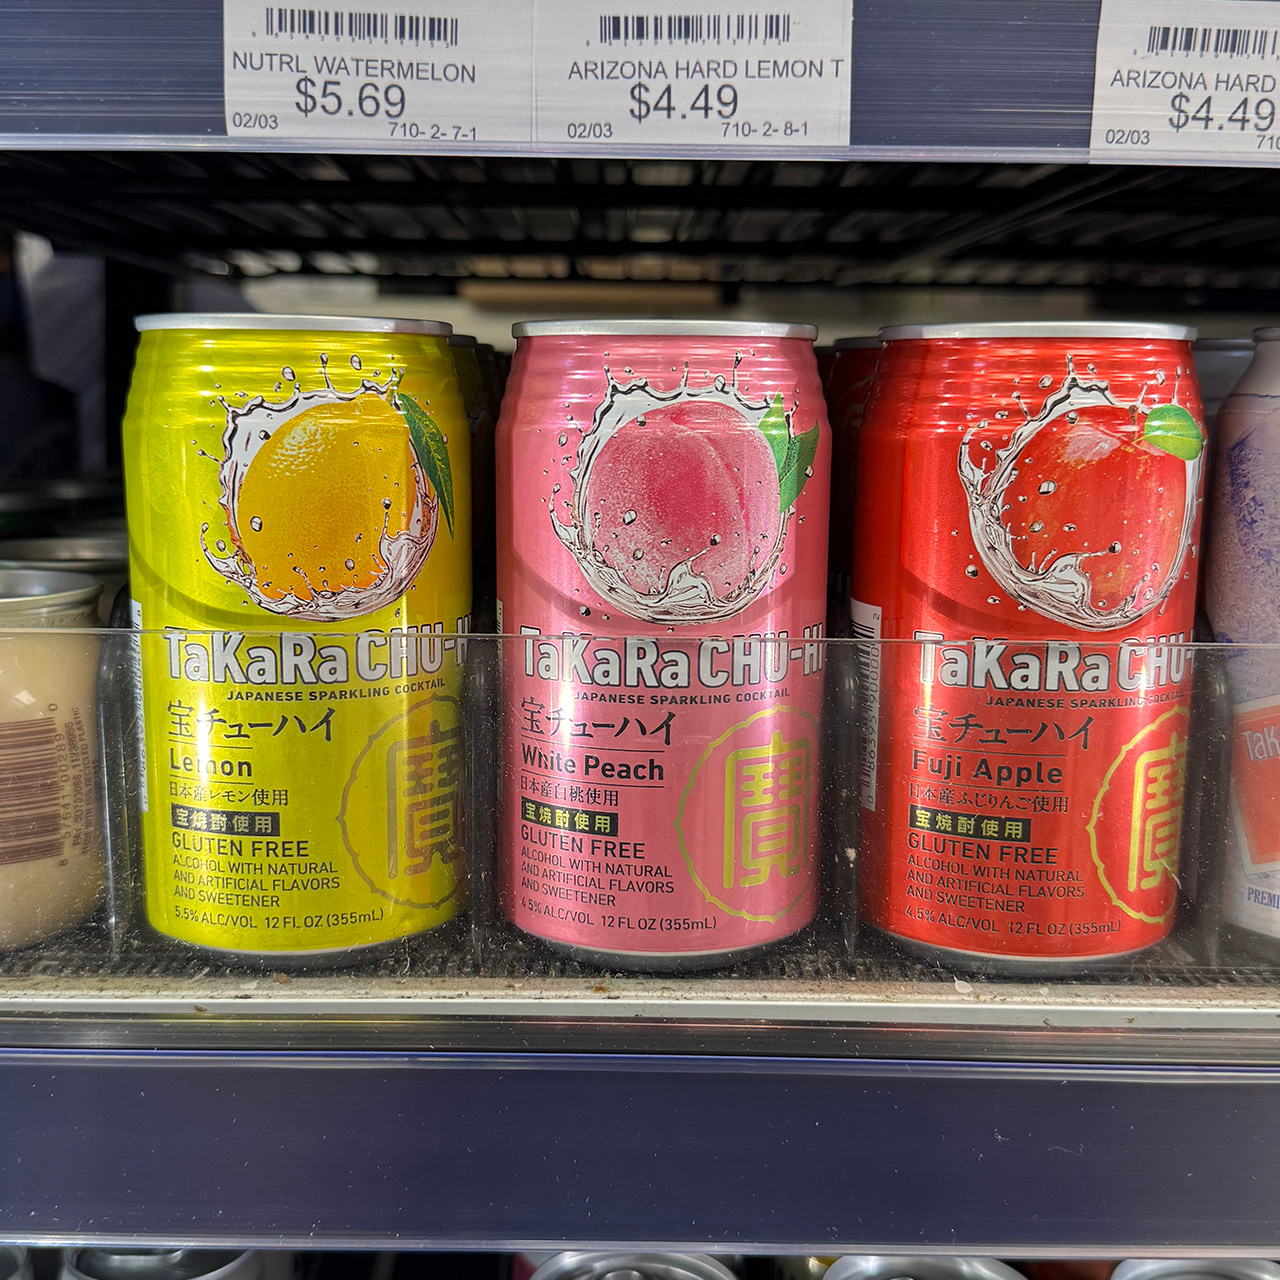 NUTRL WATERMELON
$5.69
02/03 710-2-7-1
ARIZONA HARD LEMON T
$4.49
02/03 710-2-8-1
ARIZONA HARD
$4.49
02/03 710
TaKaRa CHU-HI
JAPANESE SPARKLING COCKTAIL
宝チューハイ
Lemon
日本産レモン使用
宝焼酎使用
GLUTEN FREE
ALCOHOL WITH NATURAL
AND ARTIFICIAL FLAVORS
AND SWEETENER
5.5% ALC/VOL 12 FL OZ (355mL)
寶
TaKaRa CHU-HI
JAPANESE SPARKLING COCKTAIL
宝チューハイ
White Peach
日本産白桃使用
宝焼酎使用
GLUTEN FREE
ALCOHOL WITH NATURAL
AND ARTIFICIAL FLAVORS
AND SWEETENER
4.5% ALC/VOL 12 FL OZ (355mL)
寶
TaKaRa CHU-H
JAPANESE SPARKLING COCKTAIL
宝チューハイ
Fuji Apple
日本産ふじりんご使用
宝焼酎使用
GLUTEN FREE
ALCOHOL WITH NATURAL
AND ARTIFICIAL FLAVORS
AND SWEETENER
4.5% ALC/VOL 12 FL OZ (355mL)
寶
TaK
PREMI